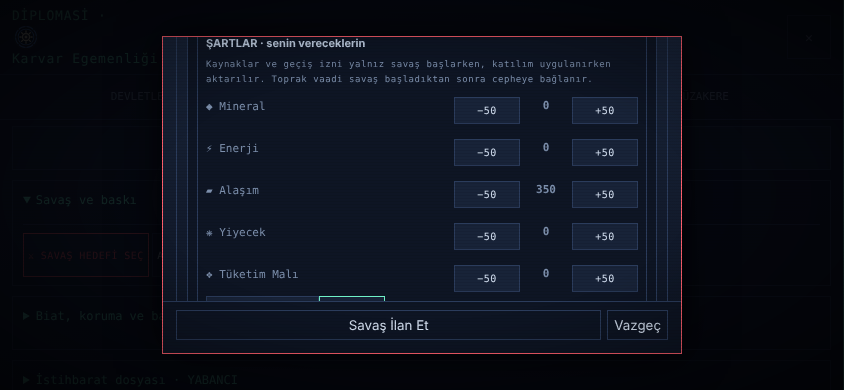 DİPLOMASİ ·
Karvar Egemenliği
DEVLETLE
ZAKERE
ŞARTLAR · senin vereceklerin
Kaynaklar ve geçiş izni yalnız savaş başlarken, katılım uygulanırken
aktarılır. Toprak vaadi savaş başladıktan sonra cepheye bağlanır.
◆ Mineral −50 0 +50
⚡ Enerji −50 0 +50
▰ Alaşım −50 350 +50
▼ Savaş ve baskı
❋ Yiyecek −50 0 +50
SAVAŞ HEDEFİ SEÇ
❖ Tüketim Malı −50 0 +50
▶ Biat, koruma ve ba
Savaş İlan Et Vazgeç
▶ İstihbarat dosyası · YABANCI